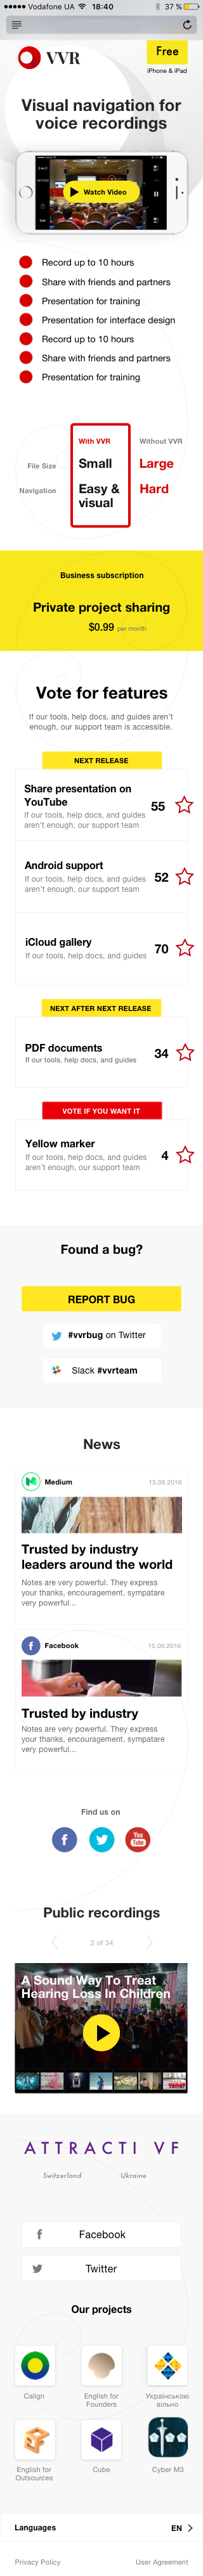 Vodafone UA 18:40 37 %
VVR
Free
iPhone & iPad
Visual navigation for
voice recordings
Watch Video
Record up to 10 hours
Share with friends and partners
Presentation for training
Presentation for interface design
Record up to 10 hours
Share with friends and partners
Presentation for training
With VVR Without VVR
File Size Small Large
Navigation Easy & Hard
visual
Business subscription
Private project sharing
$0.99 per month
Vote for features
If our tools, help docs, and guides aren't
enough, our support team is accessible.
NEXT RELEASE
Share presentation on
YouTube
If our tools, help docs, and guides
aren't enough, our support team
55
Android support
If our tools, help docs, and guides
aren't enough, our support team
52
iCloud gallery
If our tools, help docs, and guides
70
NEXT AFTER NEXT RELEASE
PDF documents
If our tools, help docs, and guides
34
VOTE IF YOU WANT IT
Yellow marker
If our tools, help docs, and guides
aren't enough, our support team
4
Found a bug?
REPORT BUG
#vvrbug on Twitter
Slack #vvrteam
News
Medium 15.09.2016
Trusted by industry
leaders around the world
Notes are very powerful. They express
your thanks, encouragement, sympatare
very powerful...
Facebook 15.09.2016
Trusted by industry
Notes are very powerful. They express
your thanks, encouragement, sympatare
very powerful...
Find us on
You
Tube
Public recordings
2 of 34
A Sound Way To Treat
Hearing Loss In Children
ATTRACTI VF
Switzerland Ukraine
Facebook
Twitter
Our projects
Calign
English for
Founders
Українською
вільно
English for
Outsources
Cube
Cyber M3
Languages EN
Privacy Policy User Agreement